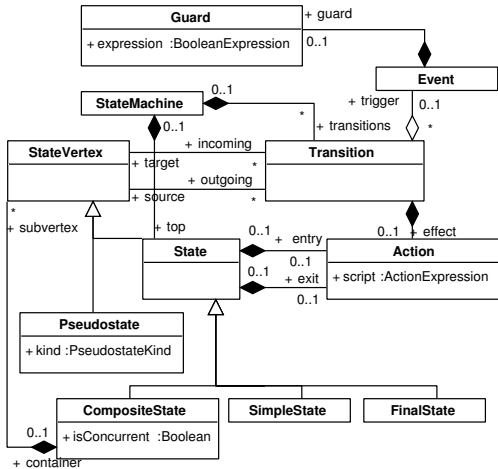 Guard
+ guard
+ expression :BooleanExpression
0..1
Event
StateMachine
0..1
+ trigger
0..1
0..1
*
*
+ transitions
+ incoming
StateVertex
+ target
*
Transition
+ outgoing
+ source
*
*
+ subvertex
+ top
0..1
+ effect
State
0..1
+ entry
Action
0..1
0..1
+ exit
+ script :ActionExpression
0..1
Pseudostate
+ kind :PseudostateKind
CompositeState
SimpleState
FinalState
0..1
+ isConcurrent :Boolean
+ container